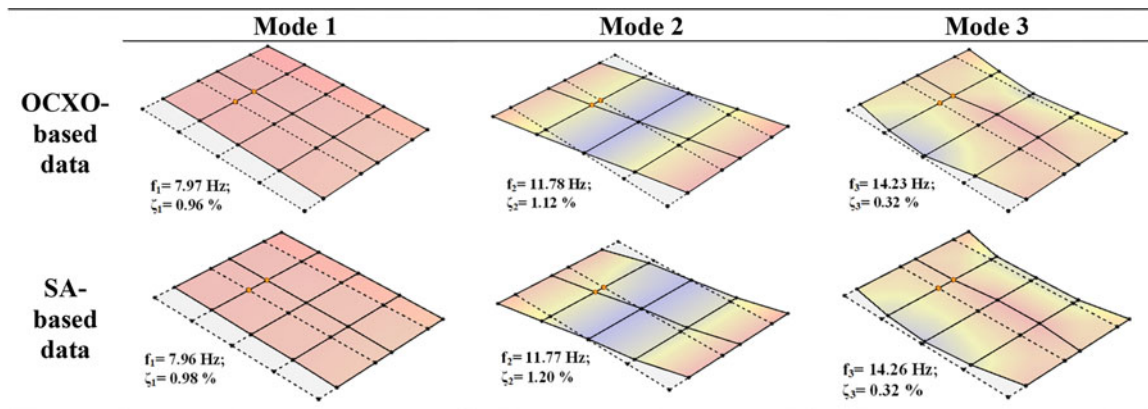 Mode 1 Mode 2 Mode 3
OCXO-
based
data
f₁= 7.97 Hz;
ζ₁= 0.96 %
f₂= 11.78 Hz;
ζ₂= 1.12 %
f₃= 14.23 Hz;
ζ₃= 0.32 %
SA-
based
data
f₁= 7.96 Hz;
ζ₁= 0.98 %
f₂= 11.77 Hz;
ζ₂= 1.20 %
f₃= 14.26 Hz;
ζ₃= 0.32 %